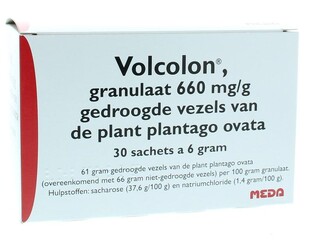 Volcolon®,
granulaat 660 mg/g
gedroogde vezels van
de plant plantago ovata
30 sachets a 6 gram
61 gram gedroogde vezels van de plant plantago ovata
(overeenkomend met 66 gram niet-gedroogde vezels) per 100 gram granulaat.
Hulpstoffen: sacharose (37,6 g/100 g) en natriumchloride (1,4 gram/100 g).
MEDA